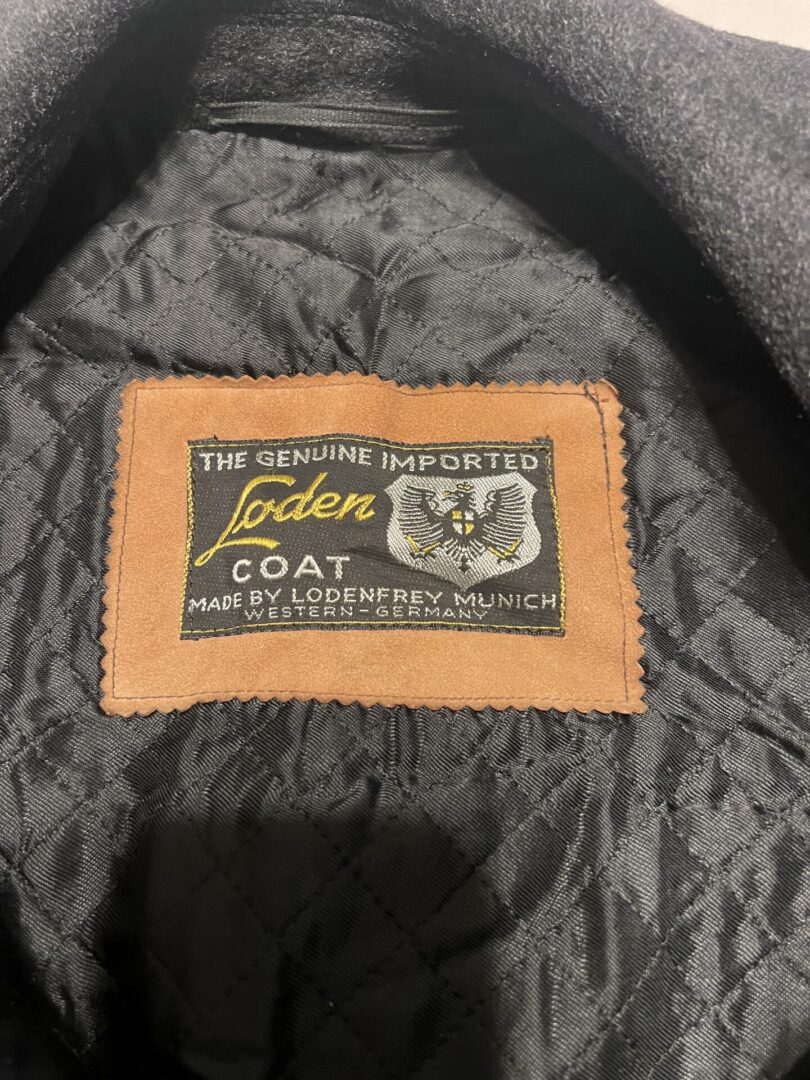 THE GENUINE IMPORTED
Loden
COAT
MADE BY LODENFREY MUNICH
WESTERN-GERMANY